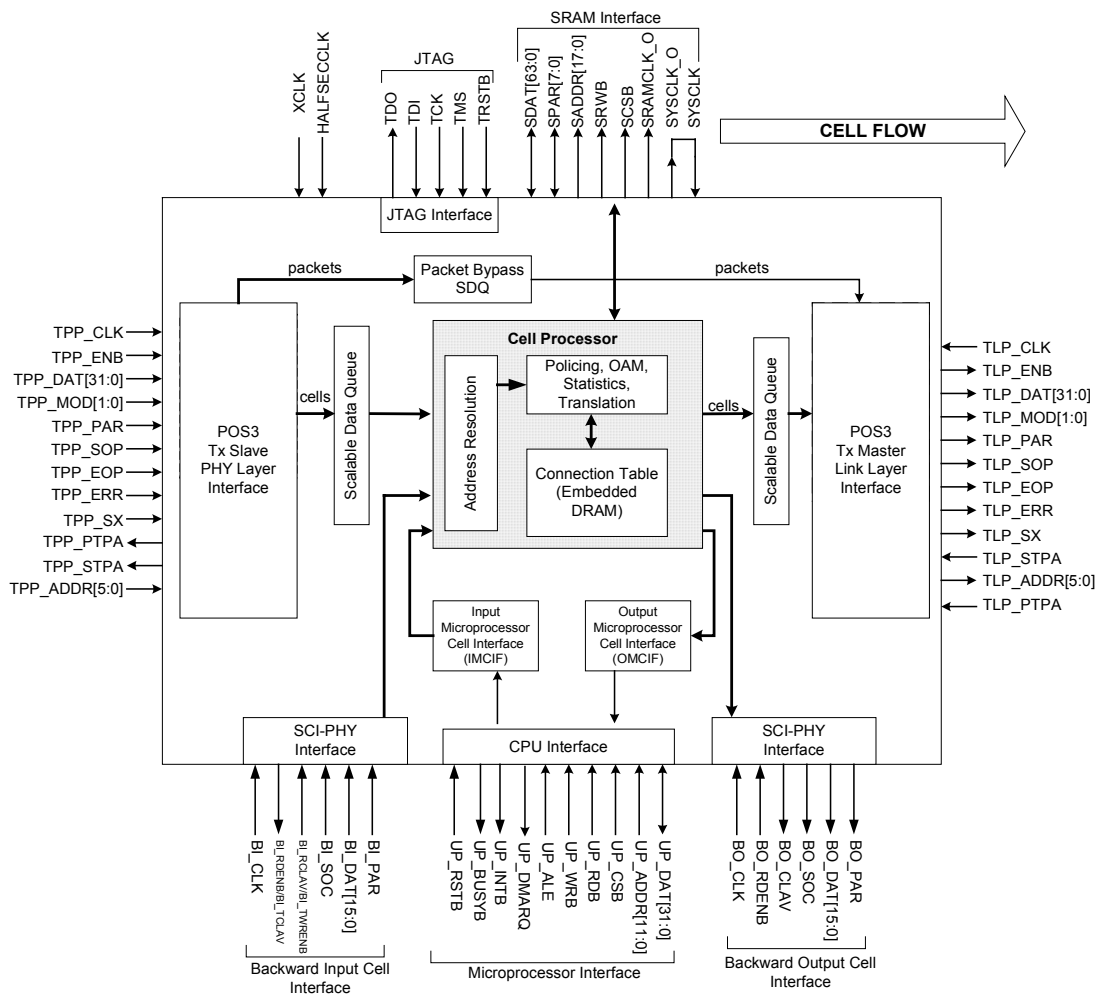 SRAM Interface
JTAG
XCLK
HALFSECCLK
TDO
TDI
TCK
TMS
TRSTB
SDAT[63:0]
SPAR[7:0]
SADDR[17:0]
SRWB
SCSB
SRAMCLK_O
SYSCLK_O
SYSCLK
CELL FLOW
JTAG Interface
packets
Packet Bypass
SDQ
packets
TPP_CLK
TPP_ENB
TPP_DAT[31:0]
TPP_MOD[1:0]
TPP_PAR
TPP_SOP
TPP_EOP
TPP_ERR
TPP_SX
TPP_PTPA
TPP_STPA
TPP_ADDR[5:0]
POS3
Tx Slave
PHY Layer
Interface
cells
Scalable Data Queue
Cell Processor
Address Resolution
Policing, OAM,
Statistics,
Translation
Connection Table
(Embedded
DRAM)
cells
Scalable Data Queue
POS3
Tx Master
Link Layer
Interface
TLP_CLK
TLP_ENB
TLP_DAT[31:0]
TLP_MOD[1:0]
TLP_PAR
TLP_SOP
TLP_EOP
TLP_ERR
TLP_SX
TLP_STPA
TLP_ADDR[5:0]
TLP_PTPA
Input
Microprocessor
Cell Interface
(IMCIF)
Output
Microprocessor
Cell Interface
(OMCIF)
SCI-PHY
Interface
CPU Interface
SCI-PHY
Interface
BI_CLK
BI_RDENB/BI_TCLAV
BI_RCLAV/BI_TWRENB
BI_SOC
BI_DAT[15:0]
BI_PAR
UP_RSTB
UP_BUSYB
UP_INTB
UP_DMARQ
UP_ALE
UP_WRB
UP_RDB
UP_CSB
UP_ADDR[11:0]
UP_DAT[31:0]
BO_CLK
BO_RDENB
BO_CLAV
BO_SOC
BO_DAT[15:0]
BO_PAR
Backward Input Cell
Interface
Microprocessor Interface
Backward Output Cell
Interface